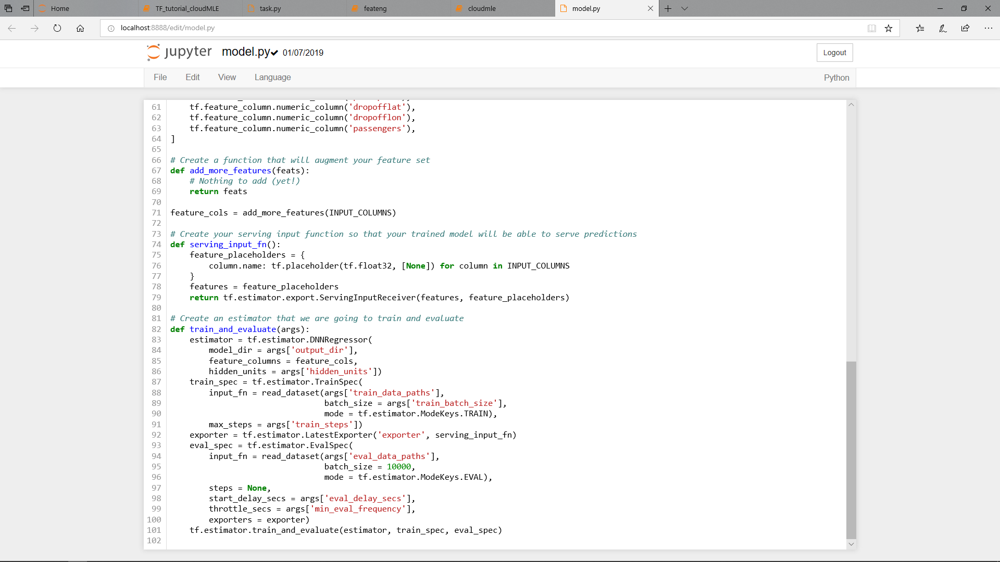 Home TF_tutorial_cloudMLE task.py feateng cloudmle model.py
localhost:8888/edit/model.py
jupyter model.py 01/07/2019 Logout
File Edit View Language Python
61 tf.feature_column.numeric_column('dropofflat'),
62 tf.feature_column.numeric_column('dropofflon'),
63 tf.feature_column.numeric_column('passengers'),
64 ]
65
66 # Create a function that will augment your feature set
67 def add_more_features(feats):
68 # Nothing to add (yet!)
69 return feats
70
71 feature_cols = add_more_features(INPUT_COLUMNS)
72
73 # Create your serving input function so that your trained model will be able to serve predictions
74 def serving_input_fn():
75 feature_placeholders = {
76 column.name: tf.placeholder(tf.float32, [None]) for column in INPUT_COLUMNS
77 }
78 features = feature_placeholders
79 return tf.estimator.export.ServingInputReceiver(features, feature_placeholders)
80
81 # Create an estimator that we are going to train and evaluate
82 def train_and_evaluate(args):
83 estimator = tf.estimator.DNNRegressor(
84 model_dir = args['output_dir'],
85 feature_columns = feature_cols,
86 hidden_units = args['hidden_units'])
87 train_spec = tf.estimator.TrainSpec(
88 input_fn = read_dataset(args['train_data_paths'],
89 batch_size = args['train_batch_size'],
90 mode = tf.estimator.ModeKeys.TRAIN),
91 max_steps = args['train_steps'])
92 exporter = tf.estimator.LatestExporter('exporter', serving_input_fn)
93 eval_spec = tf.estimator.EvalSpec(
94 input_fn = read_dataset(args['eval_data_paths'],
95 batch_size = 10000,
96 mode = tf.estimator.ModeKeys.EVAL),
97 steps = None,
98 start_delay_secs = args['eval_delay_secs'],
99 throttle_secs = args['min_eval_frequency'],
100 exporters = exporter)
101 tf.estimator.train_and_evaluate(estimator, train_spec, eval_spec)
102